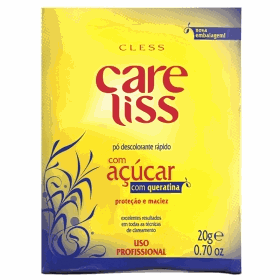 nova
embalagem!
CLESS
care
liss
pó descolorante rápido
com
açúcar
com queratina
proteção e maciez
excelentes resultados
em todas as técnicas
de clareamento
USO
PROFISSIONAL
20g ℮
0.70 oz